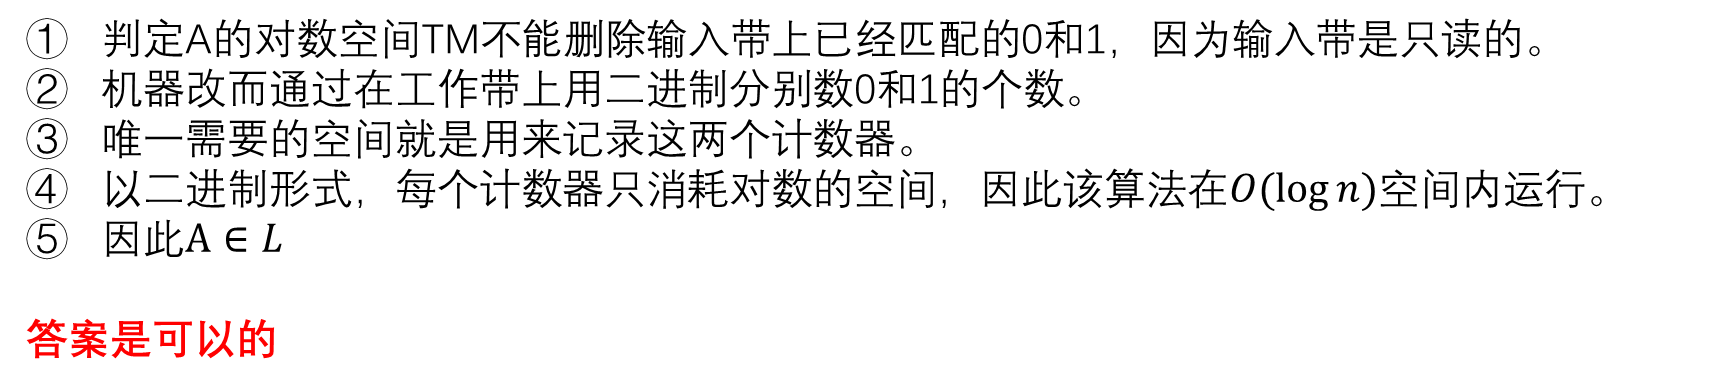 ① 判定A的对数空间TM不能删除输入带上已经匹配的0和1，因为输入带是只读的。
② 机器改而通过在工作带上用二进制分别数0和1的个数。
③ 唯一需要的空间就是用来记录这两个计数器。
④ 以二进制形式，每个计数器只消耗对数的空间，因此该算法在O(log n)空间内运行。
⑤ 因此A ∈ L
答案是可以的